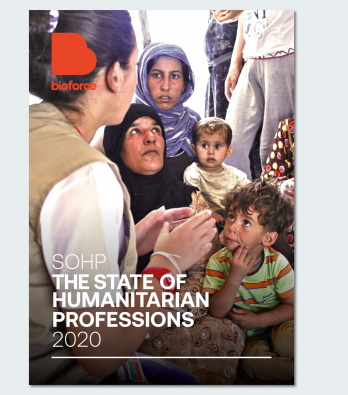 bioforce
SOHP
THE STATE OF
HUMANITARIAN
PROFESSIONS
2020